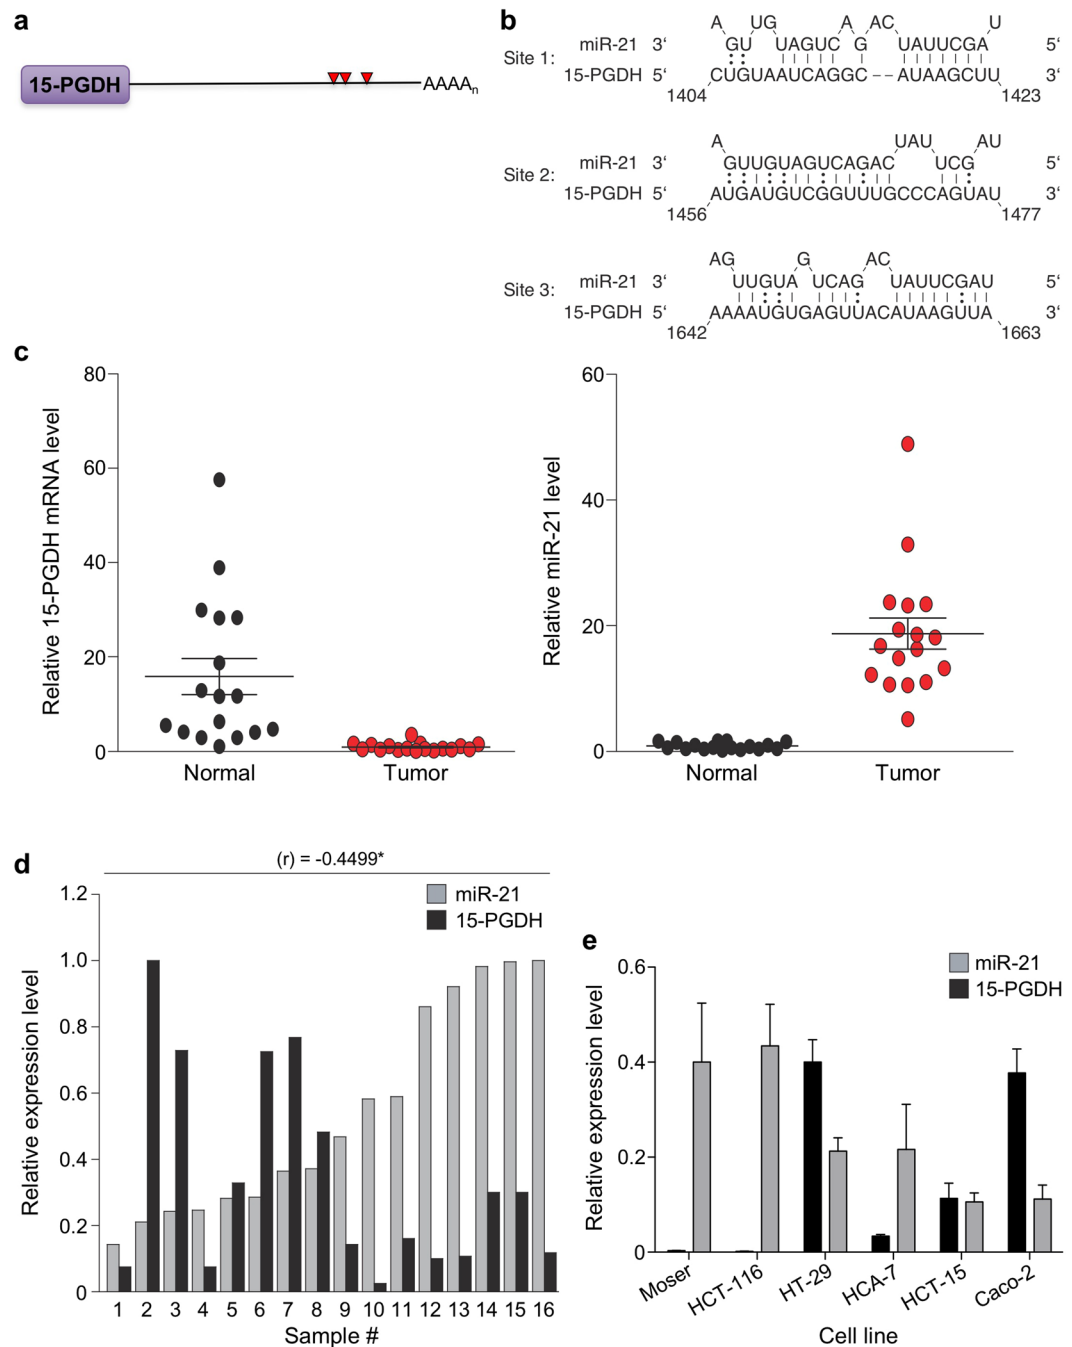 a
15-PGDH
AAAAn
b
Site 1:
A UG A AC U
miR-21 3‘ GU UAGUC G UAUUCGA 5‘
15-PGDH 5‘ CUGUAAUCAGGC -- AUAAGCUU 3‘
1404 1423
Site 2:
A UAU AU
miR-21 3‘ GUUGUAGUCAGAC UCG 5‘
15-PGDH 5‘ AUGAUGUCGGUUUGCCCAGUAU 3‘
1456 1477
Site 3:
AG G AC
miR-21 3‘ UUGUA UCAG UAUUCGAU 5‘
15-PGDH 5‘ AAAAUGUGAGUUACAUAAGUUA 3‘
1642 1663
c
Relative 15-PGDH mRNA level
80
60
40
20
0
Normal Tumor
Relative miR-21 level
60
40
20
0
Normal Tumor
d
(r) = -0.4499*
miR-21
15-PGDH
Relative expression level
1.2
1.0
0.8
0.6
0.4
0.2
0
1 2 3 4 5 6 7 8 9 10 11 12 13 14 15 16
Sample #
e
miR-21
15-PGDH
Relative expression level
0.6
0.4
0.2
0
Moser HCT-116 HT-29 HCA-7 HCT-15 Caco-2
Cell line